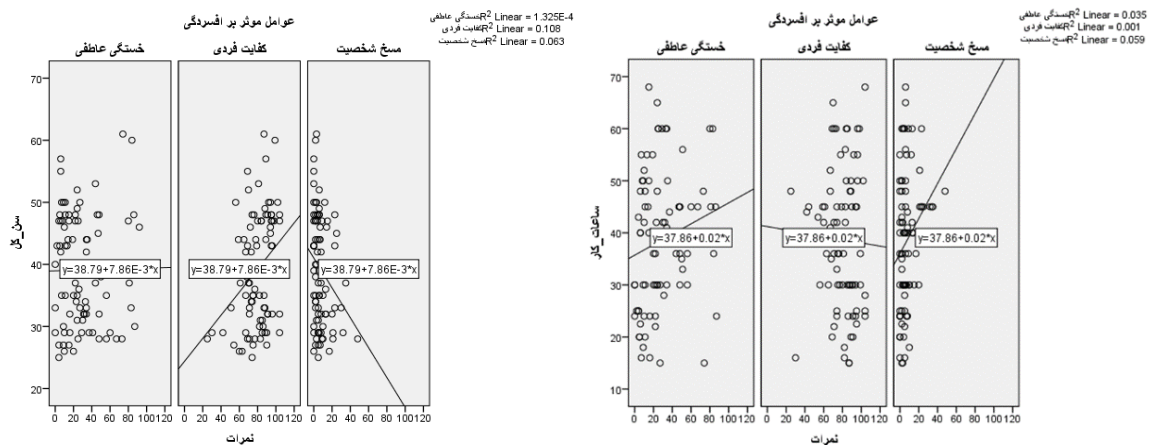 عوامل موثر بر افسردگی
خستگی عاطفی R² Linear = 1.325E-4
کفایت فردی R² Linear = 0.108
مسخ شخصیت R² Linear = 0.063
خستگی عاطفی
کفایت فردی
مسخ شخصیت
70
60
50
40
30
20
y=38.79+7.86E-3*x
y=38.79+7.86E-3*x
y=38.79+7.86E-3*x
0 20 40 60 80 100 120
0 20 40 60 80 100 120
0 20 40 60 80 100 120
نمرات
عوامل موثر بر افسردگی
خستگی عاطفی R² Linear = 0.035
کفایت فردی R² Linear = 0.001
مسخ شخصیت R² Linear = 0.059
خستگی عاطفی
کفایت فردی
مسخ شخصیت
ساعات_کار
70
60
50
40
30
20
10
y=37.86+0.02*x
y=37.86+0.02*x
y=37.86+0.02*x
0 20 40 60 80 100 120
0 20 40 60 80 100 120
0 20 40 60 80 100 120
نمرات